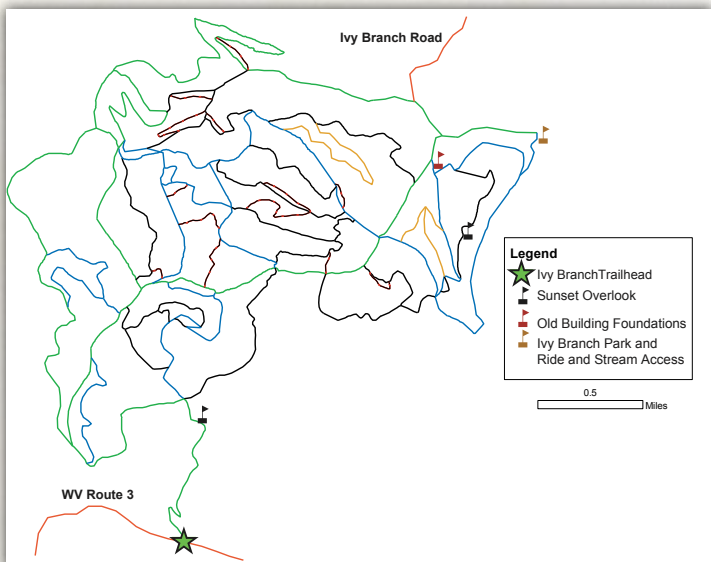 Ivy Branch Road
Legend
Ivy BranchTrailhead
Sunset Overlook
Old Building Foundations
Ivy Branch Park and
Ride and Stream Access
0.5
Miles
WV Route 3